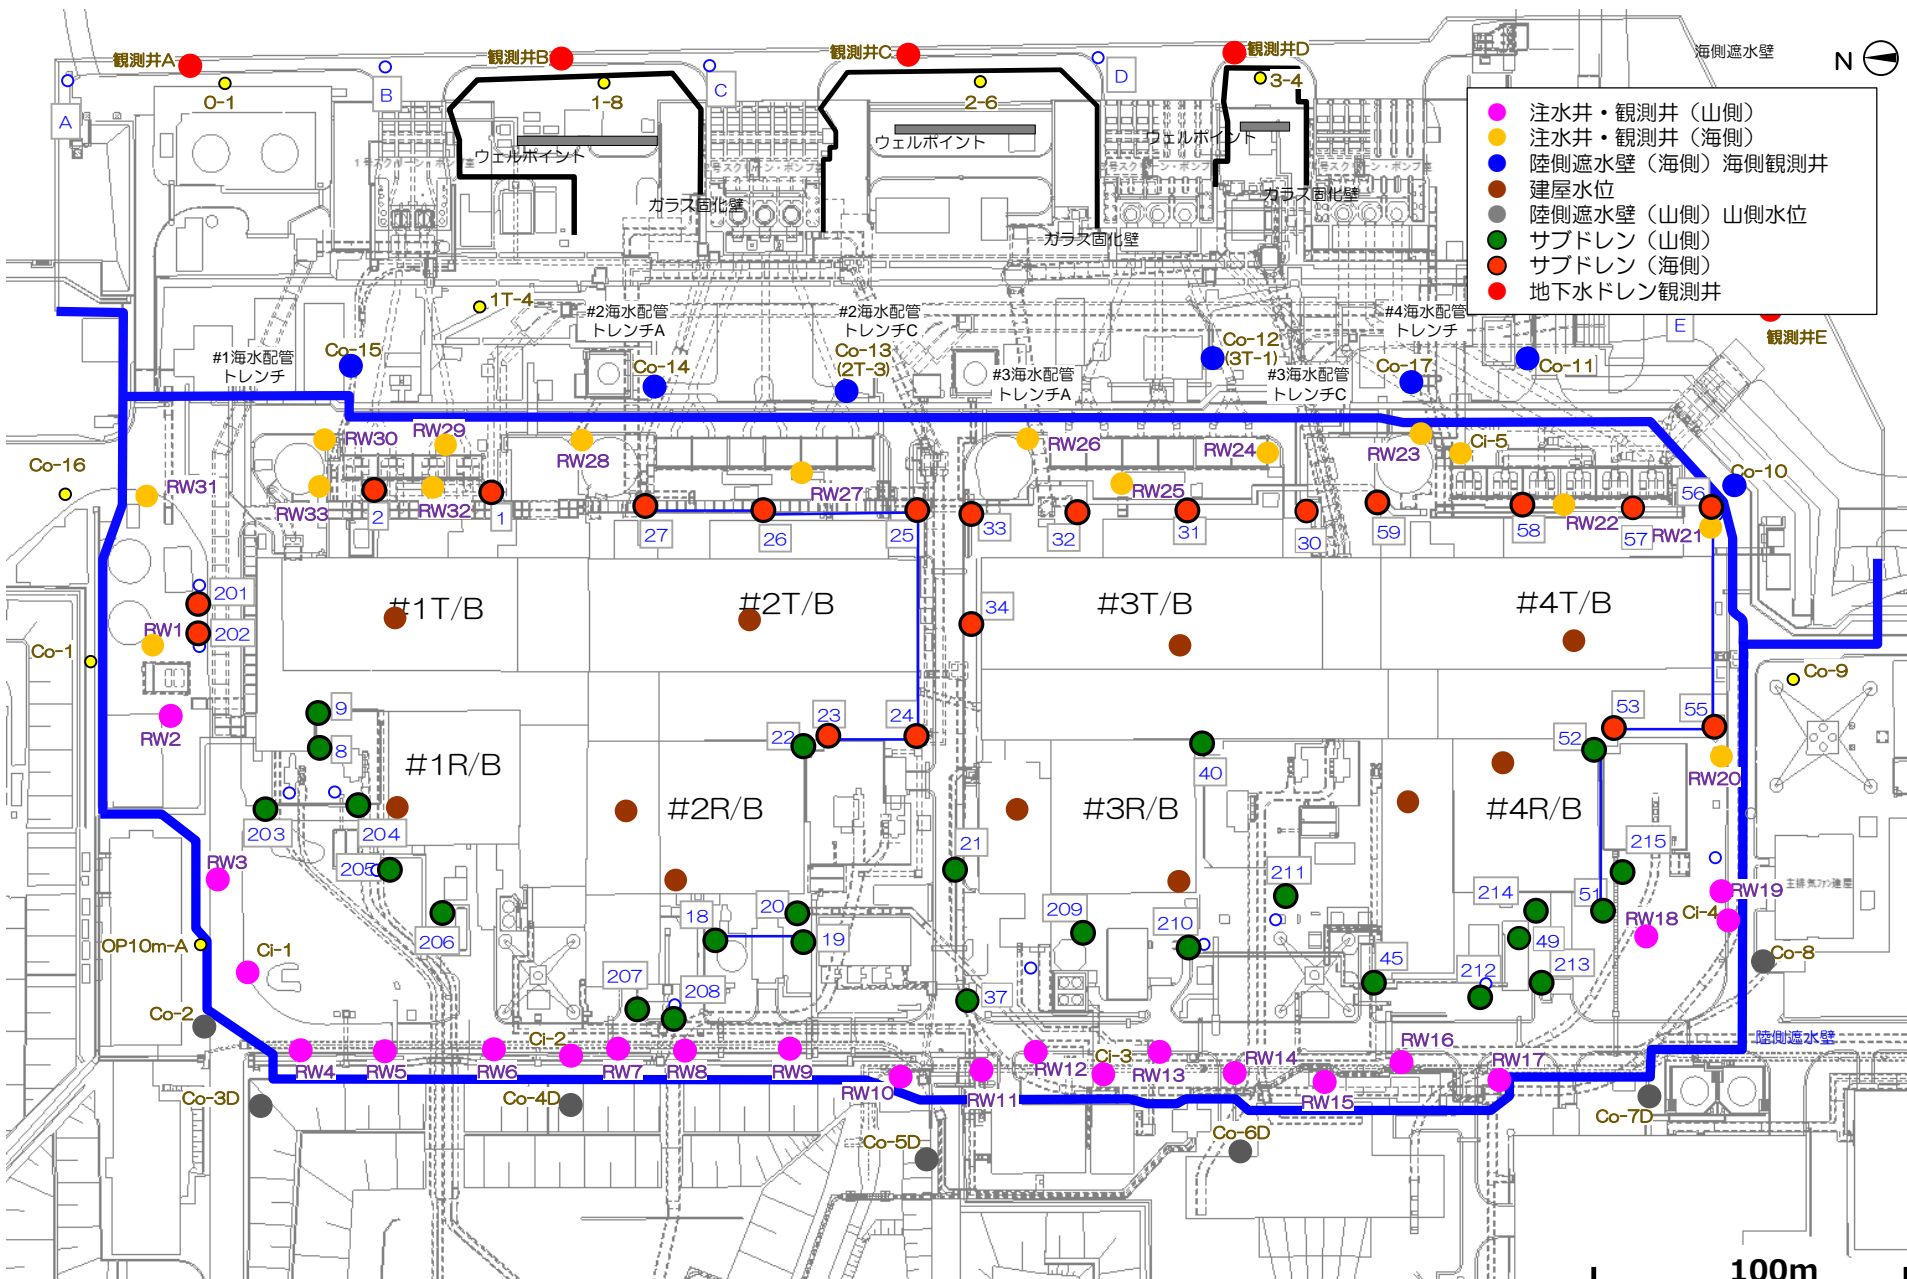 観測井A
観測井B
観測井C
観測井D
海側遮水壁
N
A
B
C
D
0-1
1-8
2-6
3-4
注水井・観測井（山側）
注水井・観測井（海側）
陸側遮水壁（海側）海側観測井
建屋水位
陸側遮水壁（山側）山側水位
サブドレン（山側）
サブドレン（海側）
地下水ドレン観測井
ウェルポイント
ウェルポイント
ウェルポイント
ガラス固化壁
ガラス固化壁
ガラス固化壁
1T-4
#2海水配管
トレンチA
#2海水配管
トレンチC
#4海水配管
トレンチ
E
観測井E
#1海水配管
トレンチ
Co-15
Co-14
Co-13
(2T-3)
#3海水配管
トレンチA
Co-12
(3T-1)
#3海水配管
トレンチC
Co-17
Co-11
RW30
RW29
RW28
RW26
RW24
RW23
Ci-5
Co-16
RW31
RW33
RW32
RW27
RW25
RW22
RW21
Co-10
2
1
27
26
25
33
32
31
30
59
58
57
56
201
202
RW1
Co-1
#1T/B
#2T/B
#3T/B
#4T/B
34
Co-9
RW2
9
8
#1R/B
22
23
24
40
52
53
55
RW20
203
204
#2R/B
#3R/B
#4R/B
205
21
211
215
RW3
206
18
20
19
209
210
214
51
49
RW18
RW19
Ci-4
主排気ファン建屋
OP10m-A
Ci-1
207
208
37
45
212
213
Co-8
Co-2
陸側遮水壁
RW4
RW5
RW6
Ci-2
RW7
RW8
RW9
RW10
RW11
RW12
Ci-3
RW13
RW14
RW15
RW16
RW17
Co-3D
Co-4D
Co-5D
Co-6D
Co-7D
100m